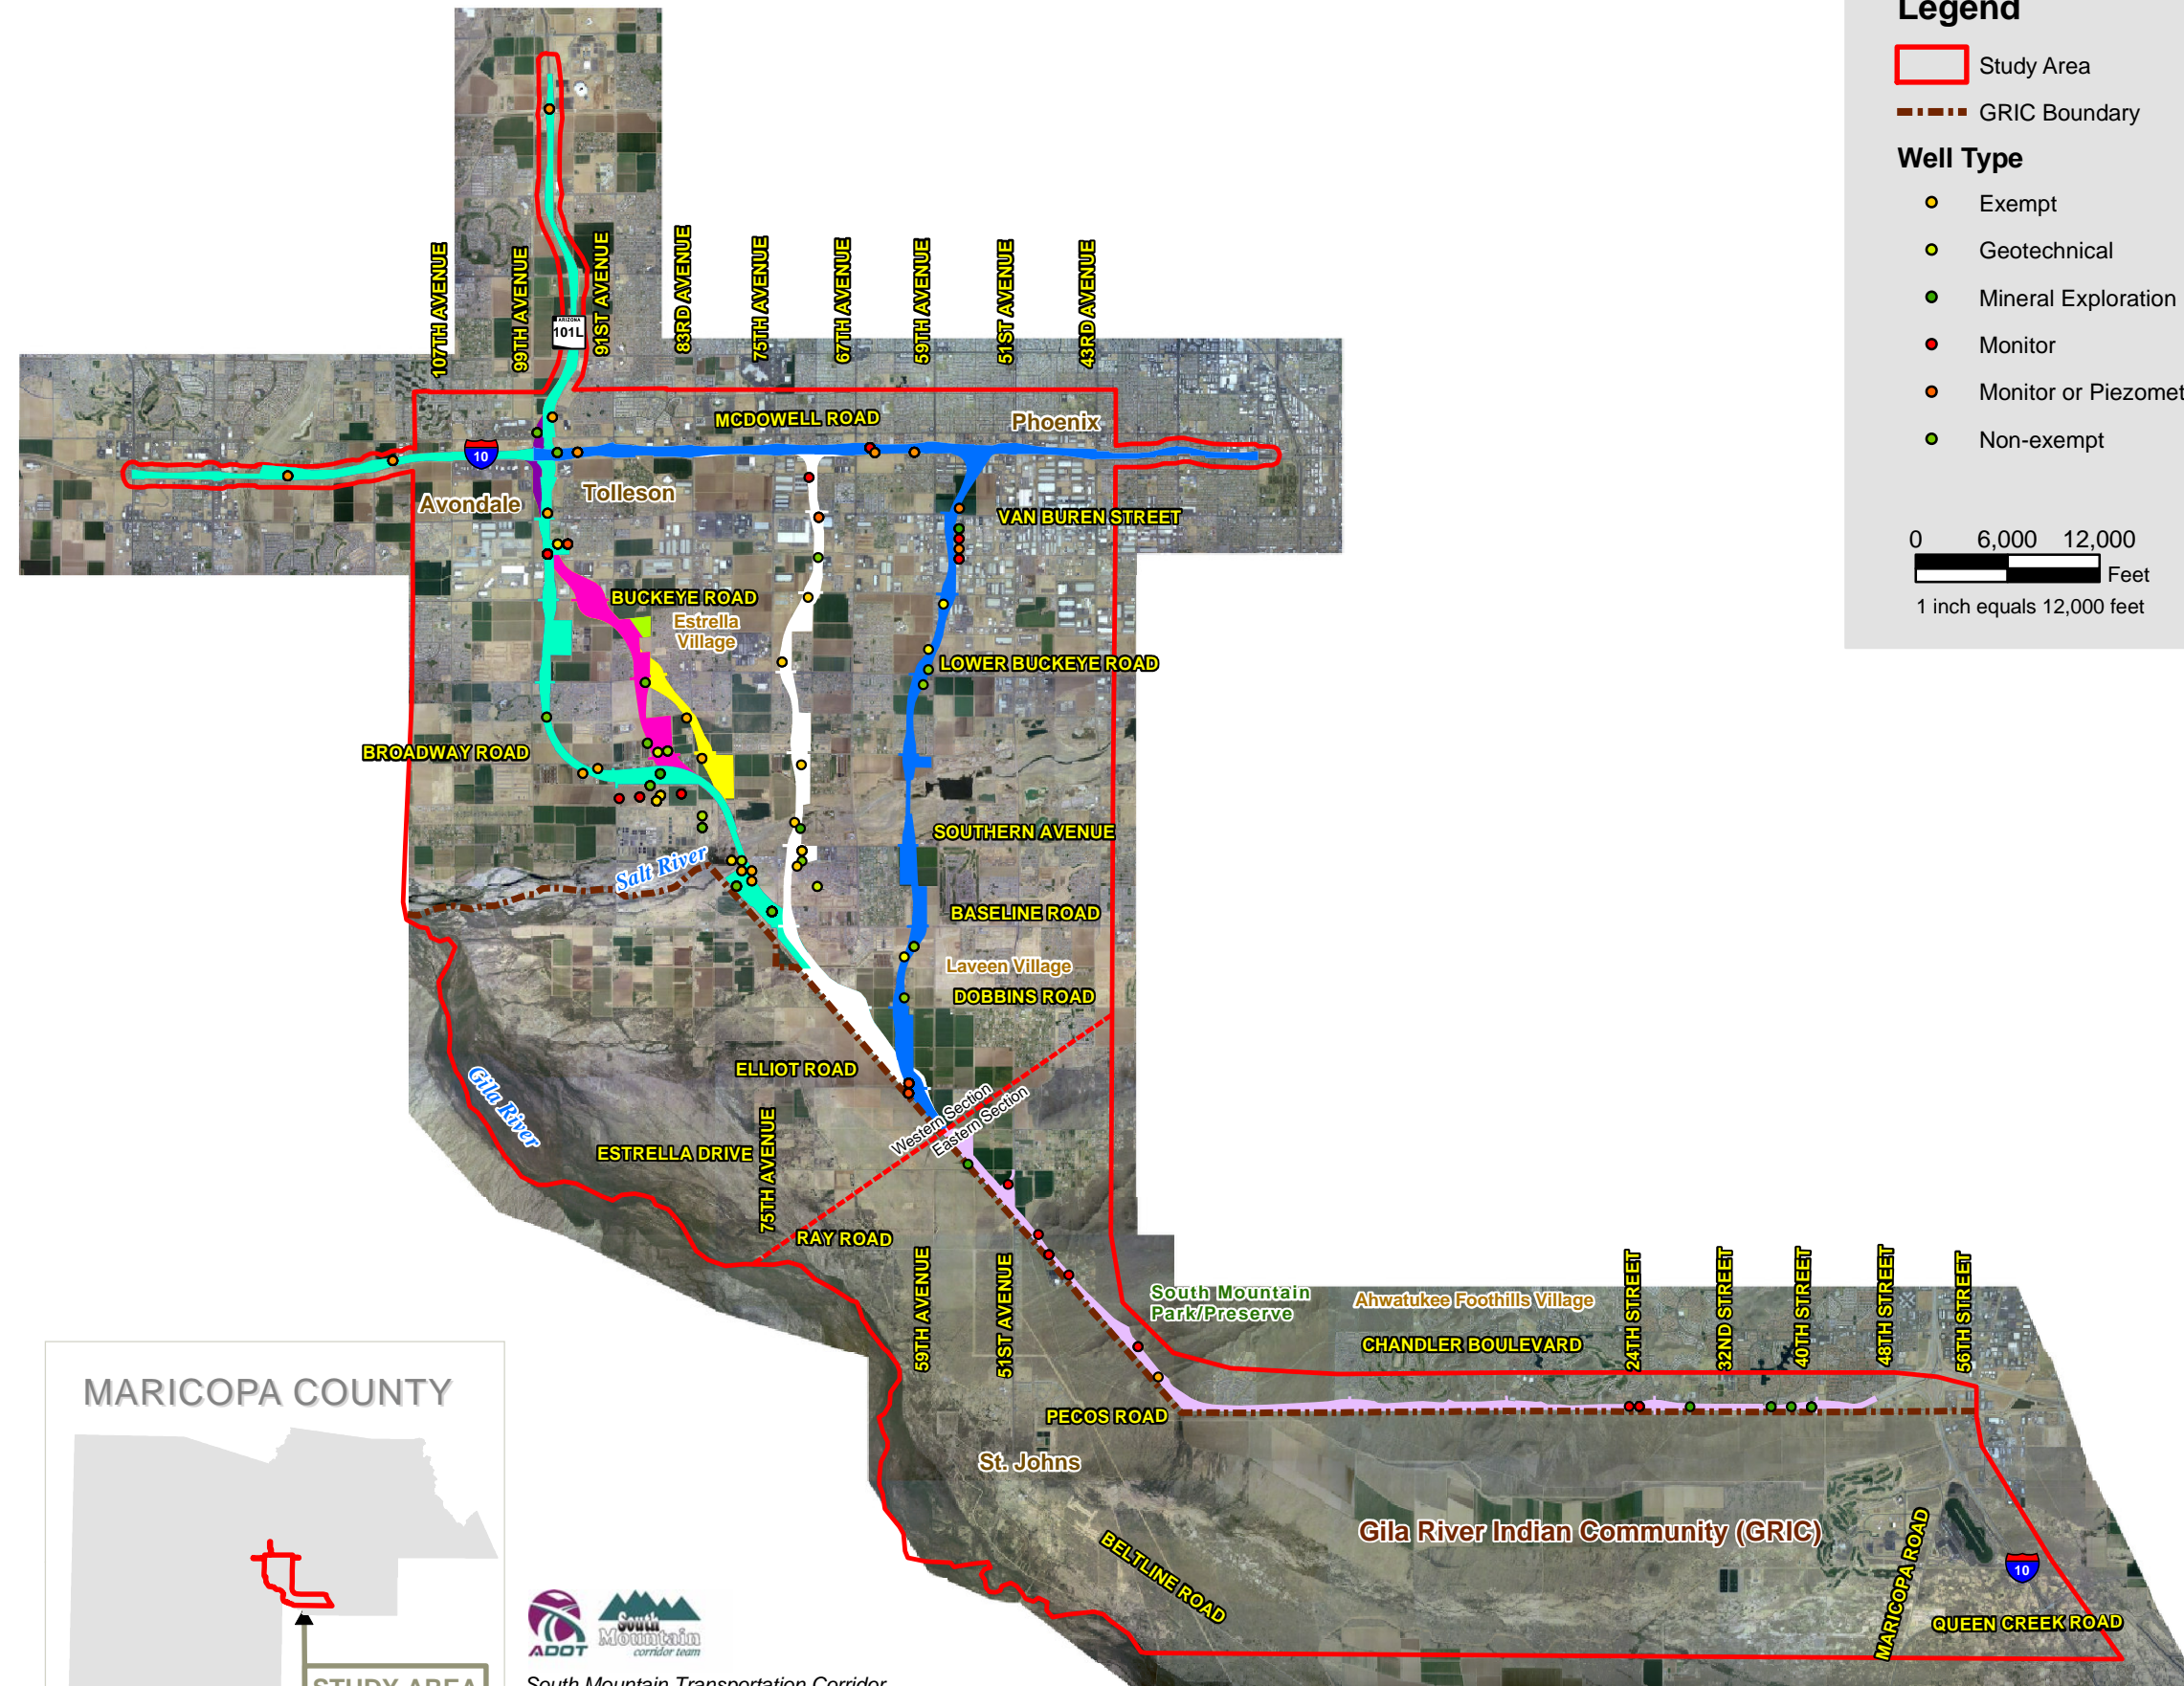 Legend
Study Area
GRIC Boundary
Well Type
Exempt
Geotechnical
Mineral Exploration
Monitor
Monitor or Piezomet
Non-exempt
0 6,000 12,000
Feet
1 inch equals 12,000 feet
107TH AVENUE
99TH AVENUE
ARIZONA
101L
91ST AVENUE
83RD AVENUE
75TH AVENUE
67TH AVENUE
59TH AVENUE
51ST AVENUE
43RD AVENUE
MCDOWELL ROAD
Phoenix
10
Avondale
Tolleson
VAN BUREN STREET
BUCKEYE ROAD
Estrella
Village
LOWER BUCKEYE ROAD
BROADWAY ROAD
SOUTHERN AVENUE
Salt River
BASELINE ROAD
Laveen Village
DOBBINS ROAD
ELLIOT ROAD
Gila River
Western Section
Eastern Section
ESTRELLA DRIVE
75TH AVENUE
RAY ROAD
59TH AVENUE
51ST AVENUE
South Mountain
Park/Preserve
Ahwatukee Foothills Village
CHANDLER BOULEVARD
24TH STREET
32ND STREET
40TH STREET
48TH STREET
56TH STREET
PECOS ROAD
St. Johns
Gila River Indian Community (GRIC)
BELTLINE ROAD
MARICOPA ROAD
10
QUEEN CREEK ROAD
MARICOPA COUNTY
STUDY AREA
ADOT
South
Mountain
corridor team
South Mountain Transportation Corridor